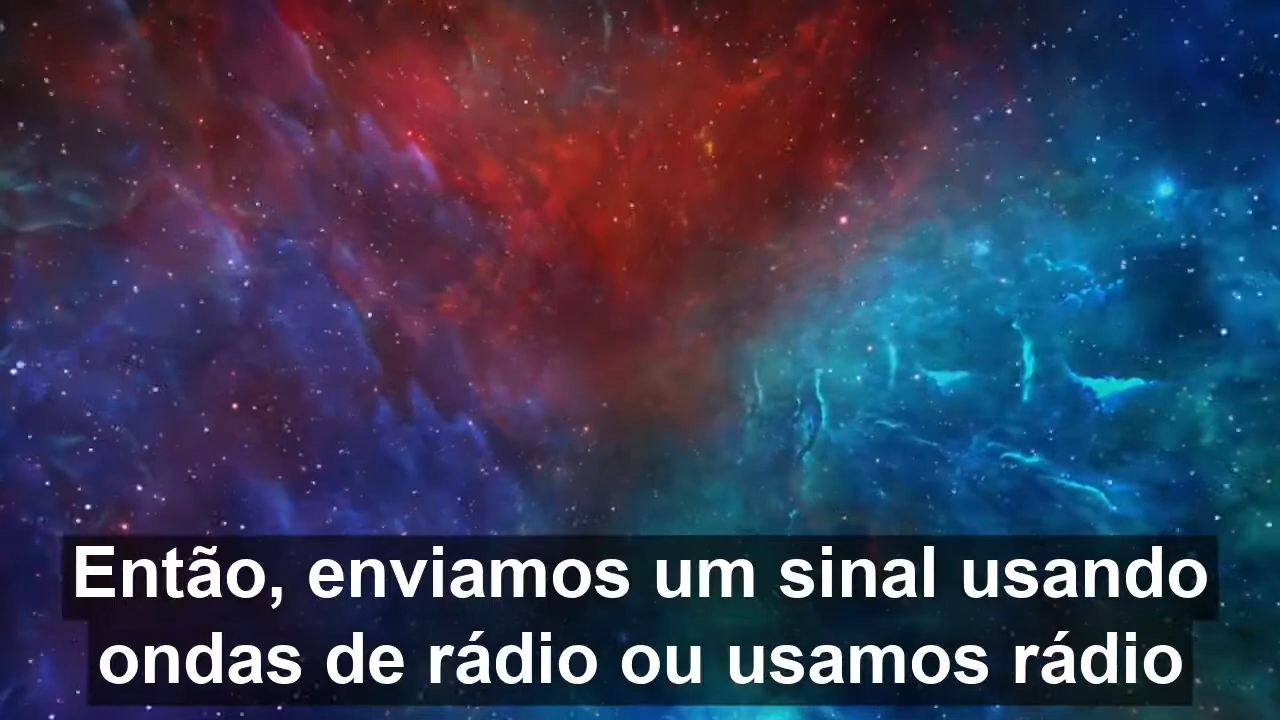 Então, enviamos um sinal usando
ondas de rádio ou usamos rádio